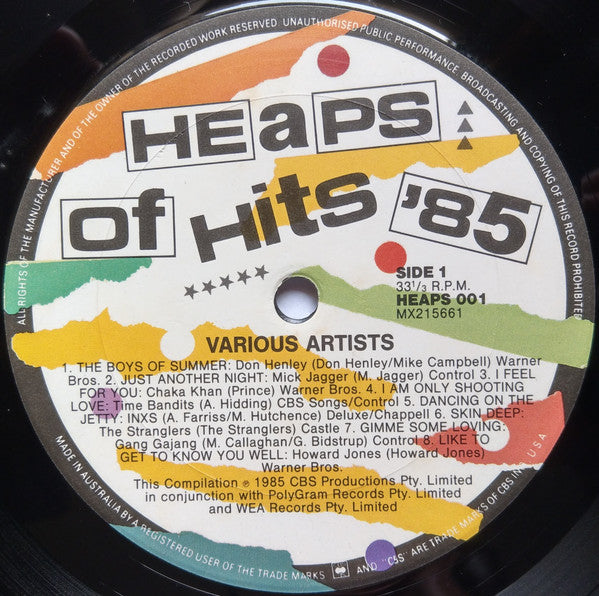 ALL RIGHTS OF THE MANUFACTURER AND OF THE OWNER OF THE RECORDED WORK RESERVED. UNAUTHORISED PUBLIC PERFORMANCE, BROADCASTING AND COPYING OF THIS RECORD PROHIBITED
HEaPS
of Hits '85
★★★★★
SIDE 1
33 1/3 R.P.M.
HEAPS 001
MX215661
VARIOUS ARTISTS
1. THE BOYS OF SUMMER: Don Henley (Don Henley/Mike Campbell) Warner
Bros. 2. JUST ANOTHER NIGHT: Mick Jagger (M. Jagger) Control 3. I FEEL
FOR YOU: Chaka Khan (Prince) Warner Bros. 4. I AM ONLY SHOOTING
LOVE: Time Bandits (A. Hidding) CBS Songs/Control 5. DANCING ON THE
JETTY: INXS (A. Farriss/M. Hutchence) Deluxe/Chappell 6. SKIN DEEP:
The Stranglers (The Stranglers) Castle 7. GIMME SOME LOVING:
Gang Gajang (M. Callaghan/G. Bidstrup) Control 8. LIKE TO
GET TO KNOW YOU WELL: Howard Jones (Howard Jones)
Warner Bros.
This Compilation ℗ 1985 CBS Productions Pty. Limited
in conjunction with PolyGram Records Pty. Limited
and WEA Records Pty. Limited
MADE IN AUSTRALIA BY A REGISTERED USER OF THE TRADE MARKS AND "CBS" ARE TRADE MARKS OF CBS INC. USA